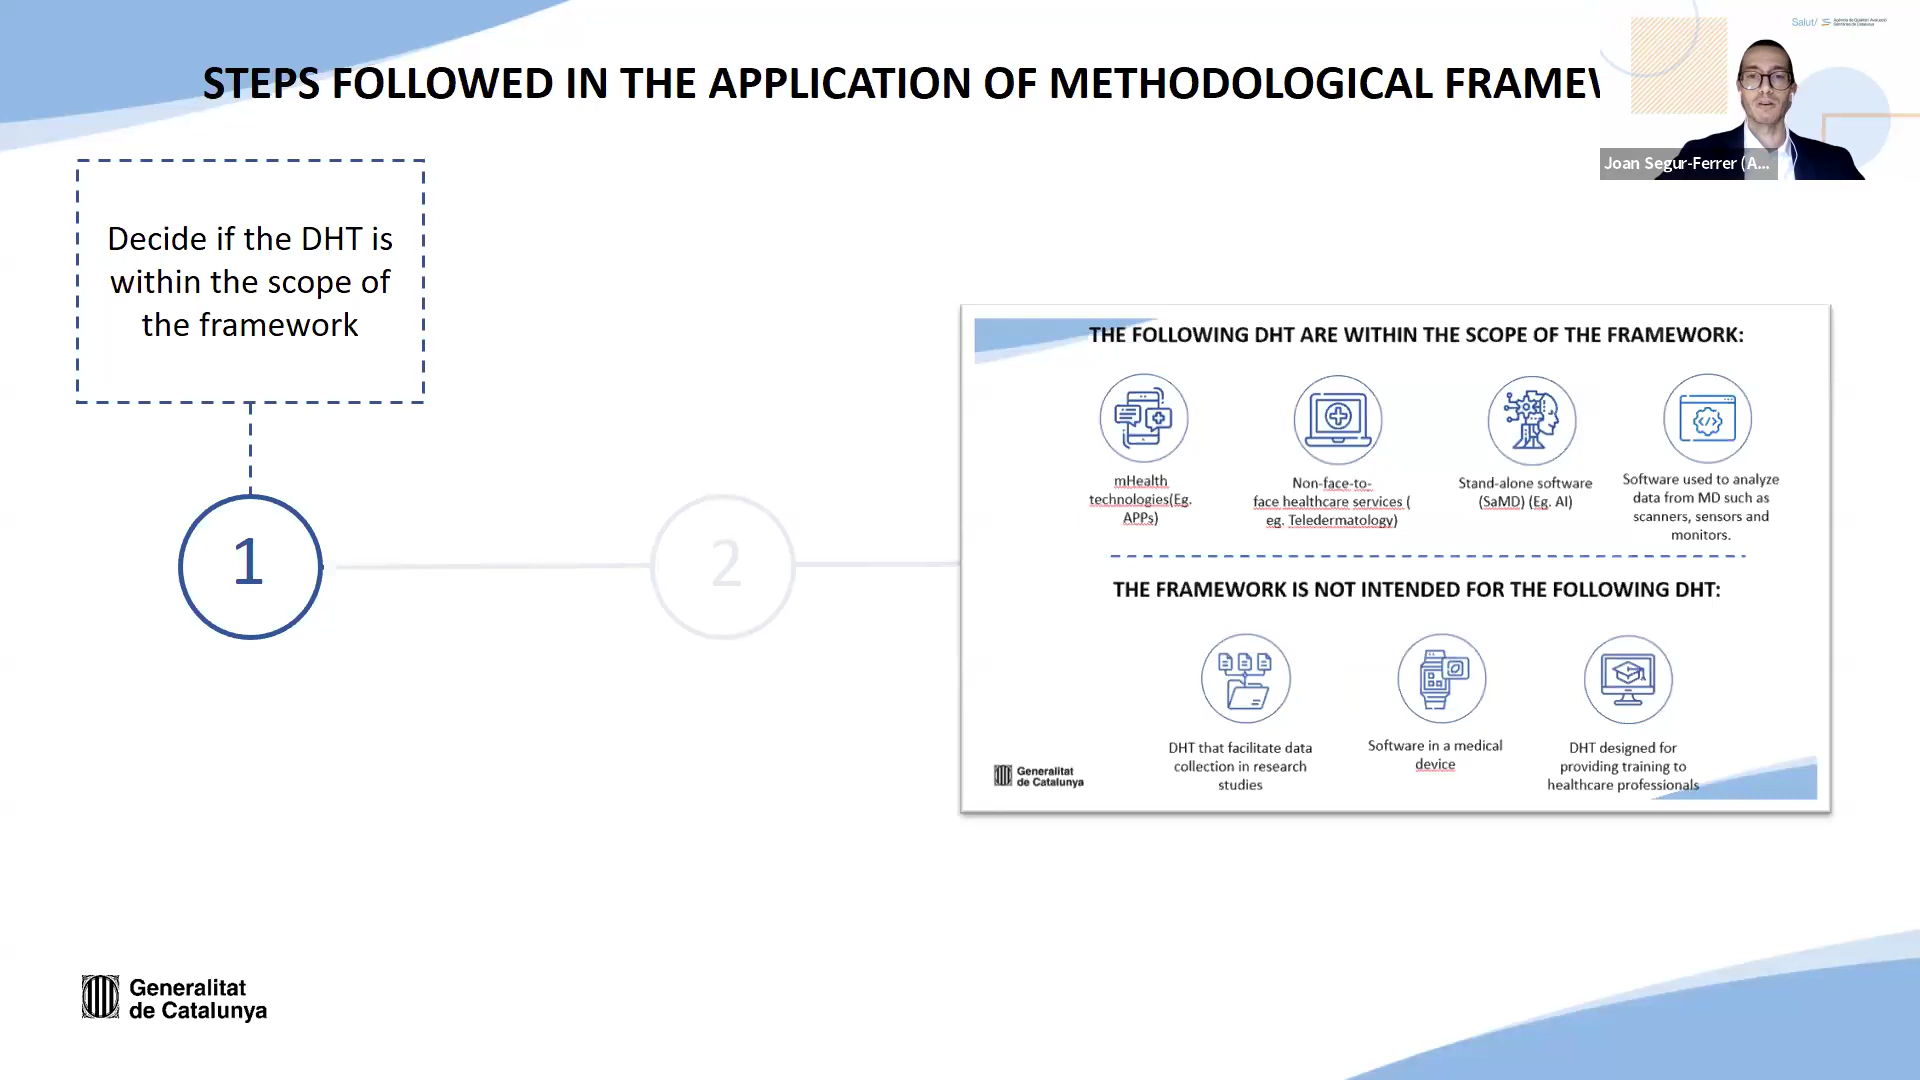 STEPS FOLLOWED IN THE APPLICATION OF METHODOLOGICAL FRAMEW
Salut/
Joan Segur-Ferrer (A...
Decide if the DHT is
within the scope of
the framework
1
2
THE FOLLOWING DHT ARE WITHIN THE SCOPE OF THE FRAMEWORK:
mHealth
technologies(Eg.
APPs)
Non-face-to-
face healthcare services (
eg. Teledermatology)
Stand-alone software
(SaMD) (Eg. AI)
Software used to analyze
data from MD such as
scanners, sensors and
monitors.
THE FRAMEWORK IS NOT INTENDED FOR THE FOLLOWING DHT:
DHT that facilitate data
collection in research
studies
Software in a medical
device
DHT designed for
providing training to
healthcare professionals
Generalitat
de Catalunya
Generalitat
de Catalunya